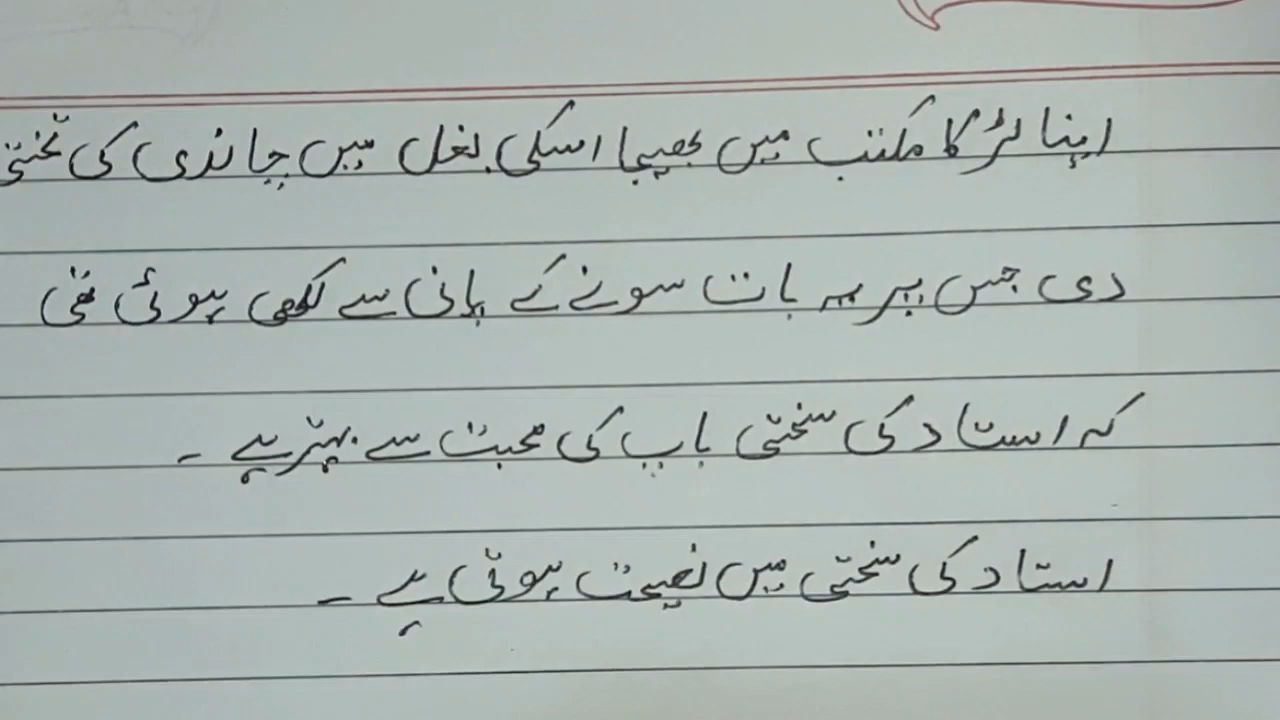 اپنا لڑکا مکتب میں بھیجا اسکی بغل میں چاندی کی تختی
دی جس پر یہ بات سونے کے پانی سے لکھی ہوئی تھی
کہ استاد کی سختی باپ کی محبت سے بہتر ہے ۔
استاد کی سختی میں نصیحت ہوتی ہے ۔